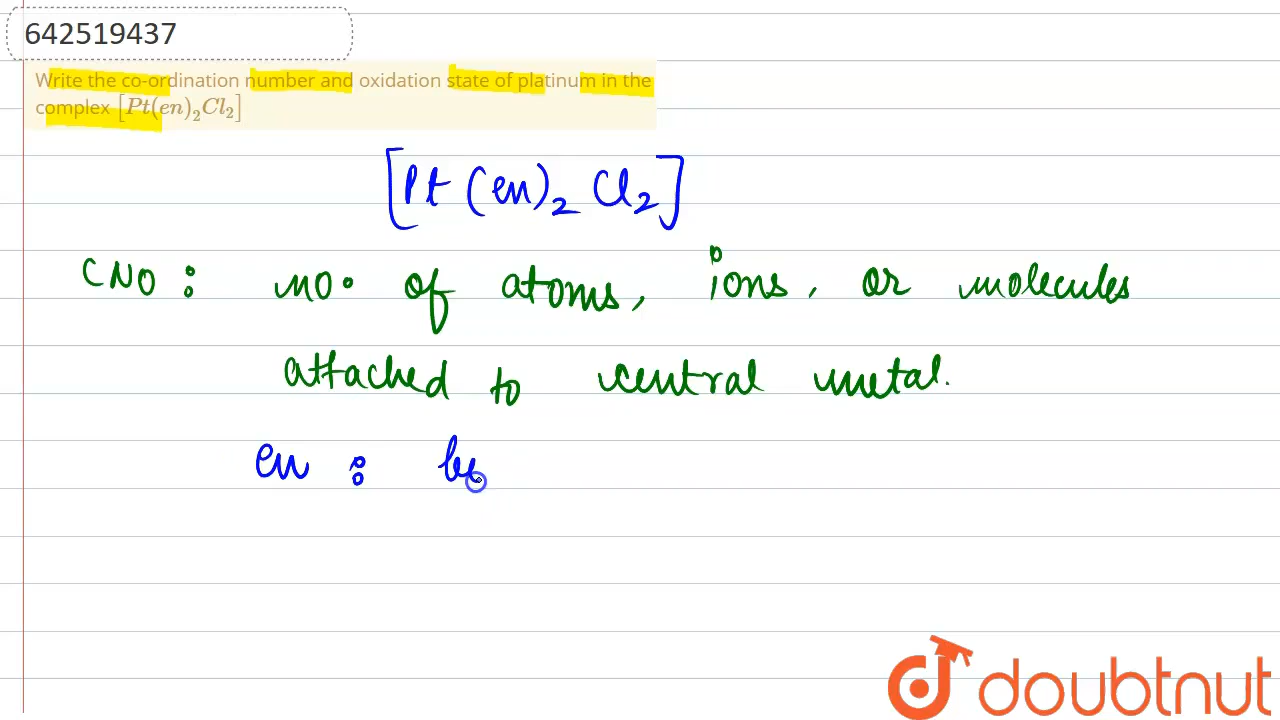 642519437
Write the co-ordination number and oxidation state of platinum in the
complex [Pt(en)₂Cl₂]
[Pt (en)₂ Cl₂]
CNO : no. of atoms, ions, or molecules
attached to central metal.
en :
doubtnut